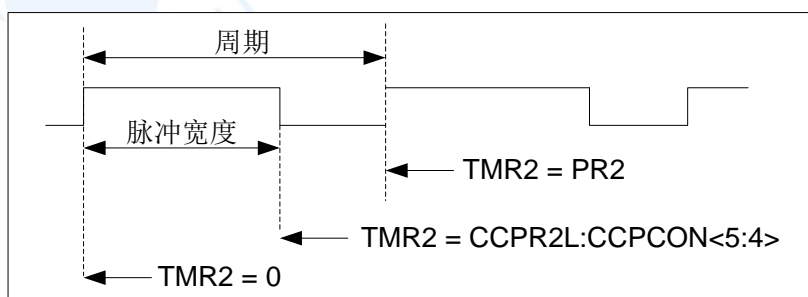 周期
脉冲宽度
TMR2 = PR2
TMR2 = CCPR2L:CCPCON<5:4>
TMR2 = 0